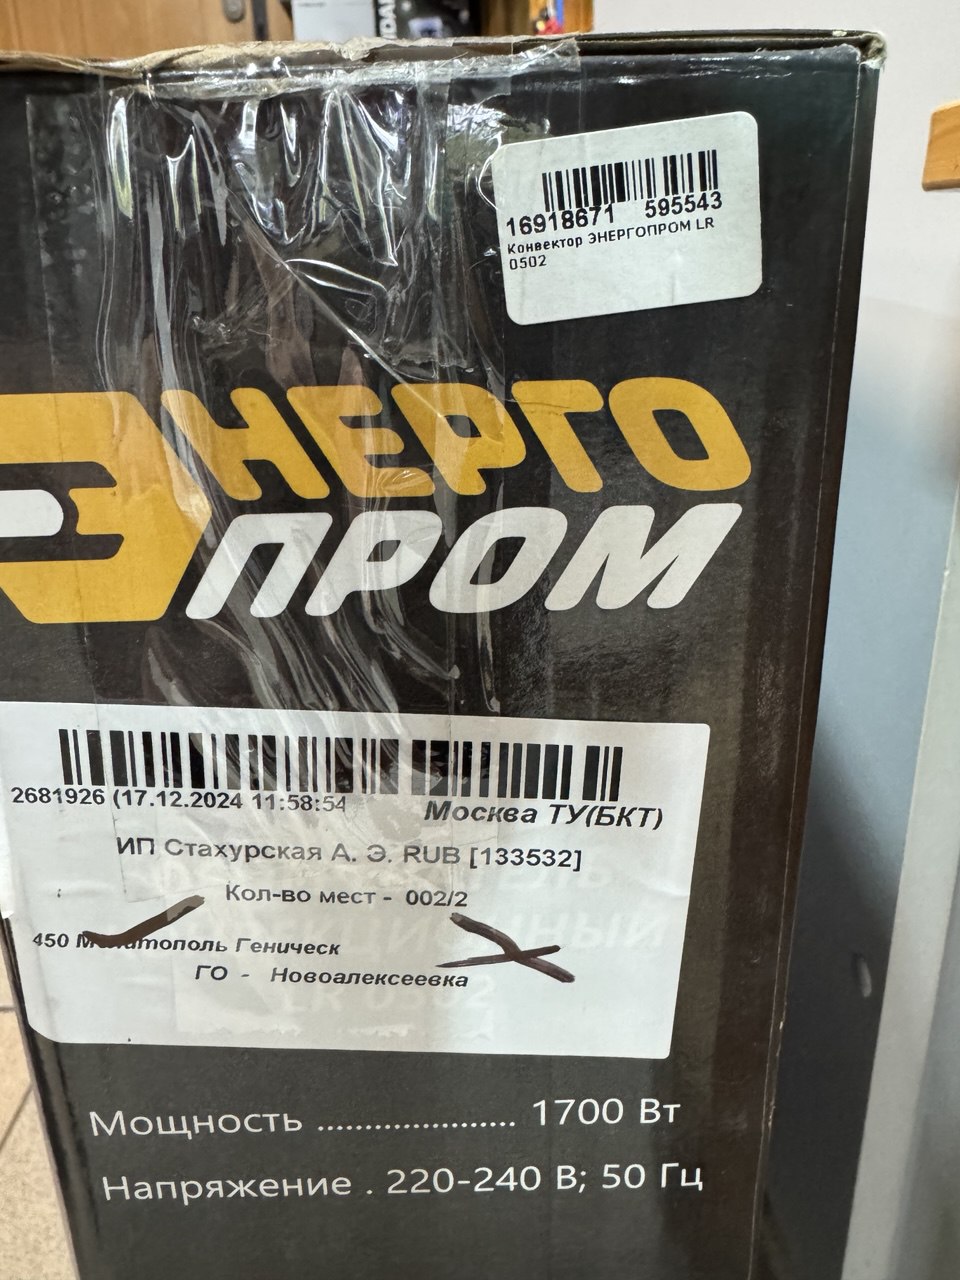 16918671 595543
Конвектор ЭНЕРГОПРОМ LR
0502
ЭНЕРГО
ПРОМ
2681926 (17.12.2024 11:58:54
Москва ТУ(БКТ)
ИП Стахурская А. Э. RUB [133532]
Кол-во мест - 002/2
450 Мелитополь Геническ
ГО - Новоалексеевка
Мощность ..................... 1700 Вт
Напряжение . 220-240 В; 50 Гц